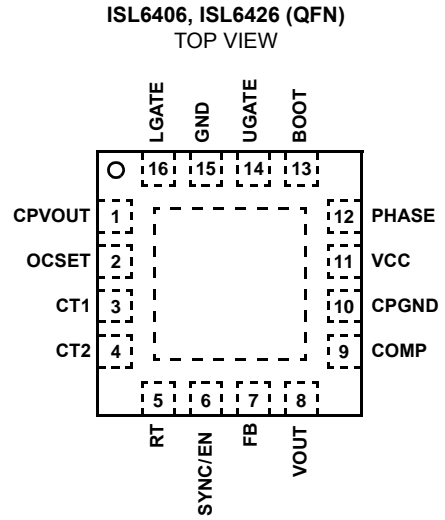 ISL6406, ISL6426 (QFN)
TOP VIEW
LGATE
GND
UGATE
BOOT
16
15
14
13
CPVOUT 1
12 PHASE
OCSET 2
11 VCC
CT1 3
10 CPGND
CT2 4
9 COMP
5
6
7
8
RT
SYNC/EN
FB
VOUT